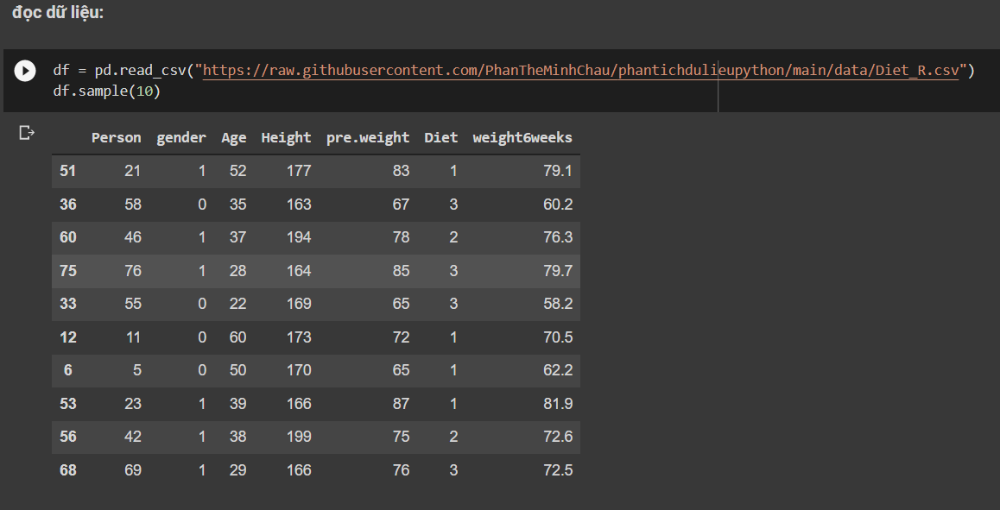 đọc dữ liệu:
df = pd.read_csv("https://raw.githubusercontent.com/PhanTheMinhChau/phantichdulieupython/main/data/Diet_R.csv")
df.sample(10)
Person gender Age Height pre.weight Diet weight6weeks
51 21 1 52 177 83 1 79.1
36 58 0 35 163 67 3 60.2
60 46 1 37 194 78 2 76.3
75 76 1 28 164 85 3 79.7
33 55 0 22 169 65 3 58.2
12 11 0 60 173 72 1 70.5
6 5 0 50 170 65 1 62.2
53 23 1 39 166 87 1 81.9
56 42 1 38 199 75 2 72.6
68 69 1 29 166 76 3 72.5